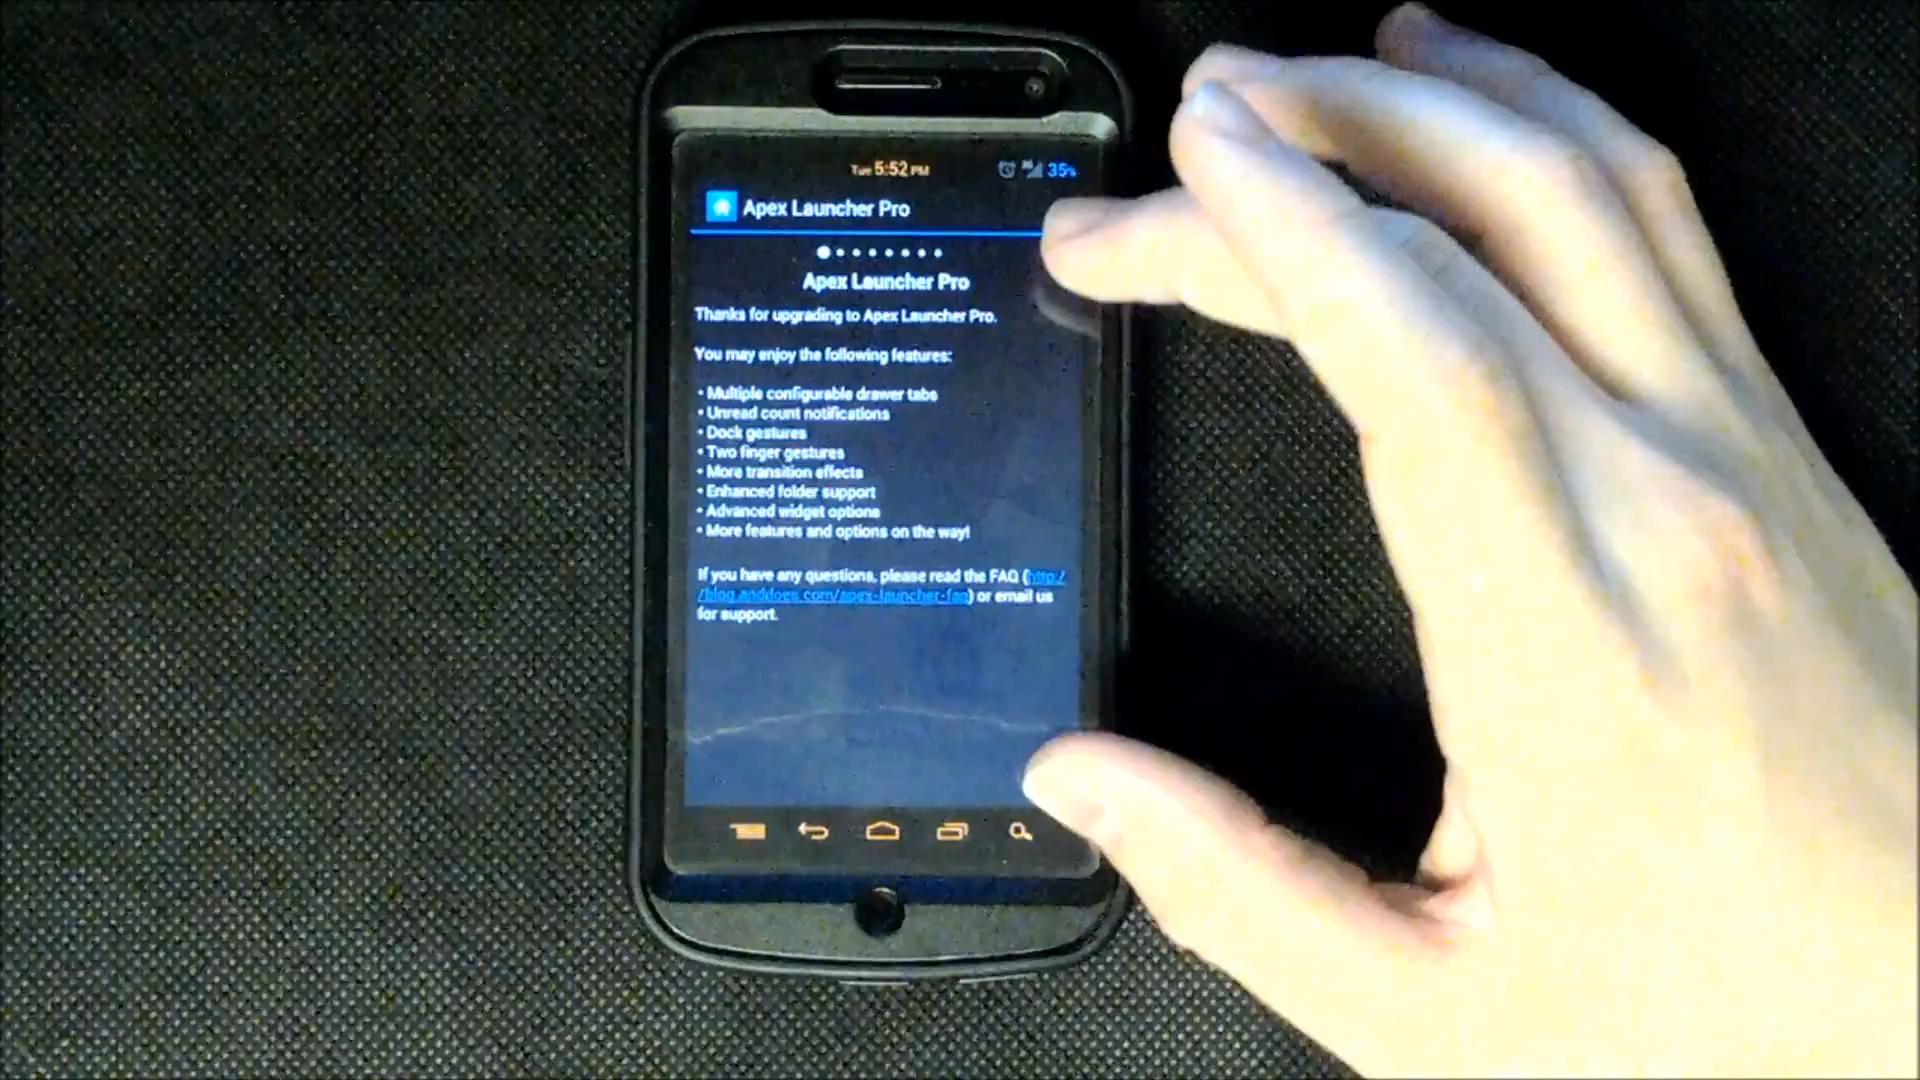 Tue 5:52 PM
3G 35%
Apex Launcher Pro
Apex Launcher Pro
Thanks for upgrading to Apex Launcher Pro.
You may enjoy the following features:
• Multiple configurable drawer tabs
• Unread count notifications
• Dock gestures
• Two finger gestures
• More transition effects
• Enhanced folder support
• Advanced widget options
• More features and options on the way!
If you have any questions, please read the FAQ (http:/
/blog.anddoes.com/apex-launcher-faq) or email us
for support.